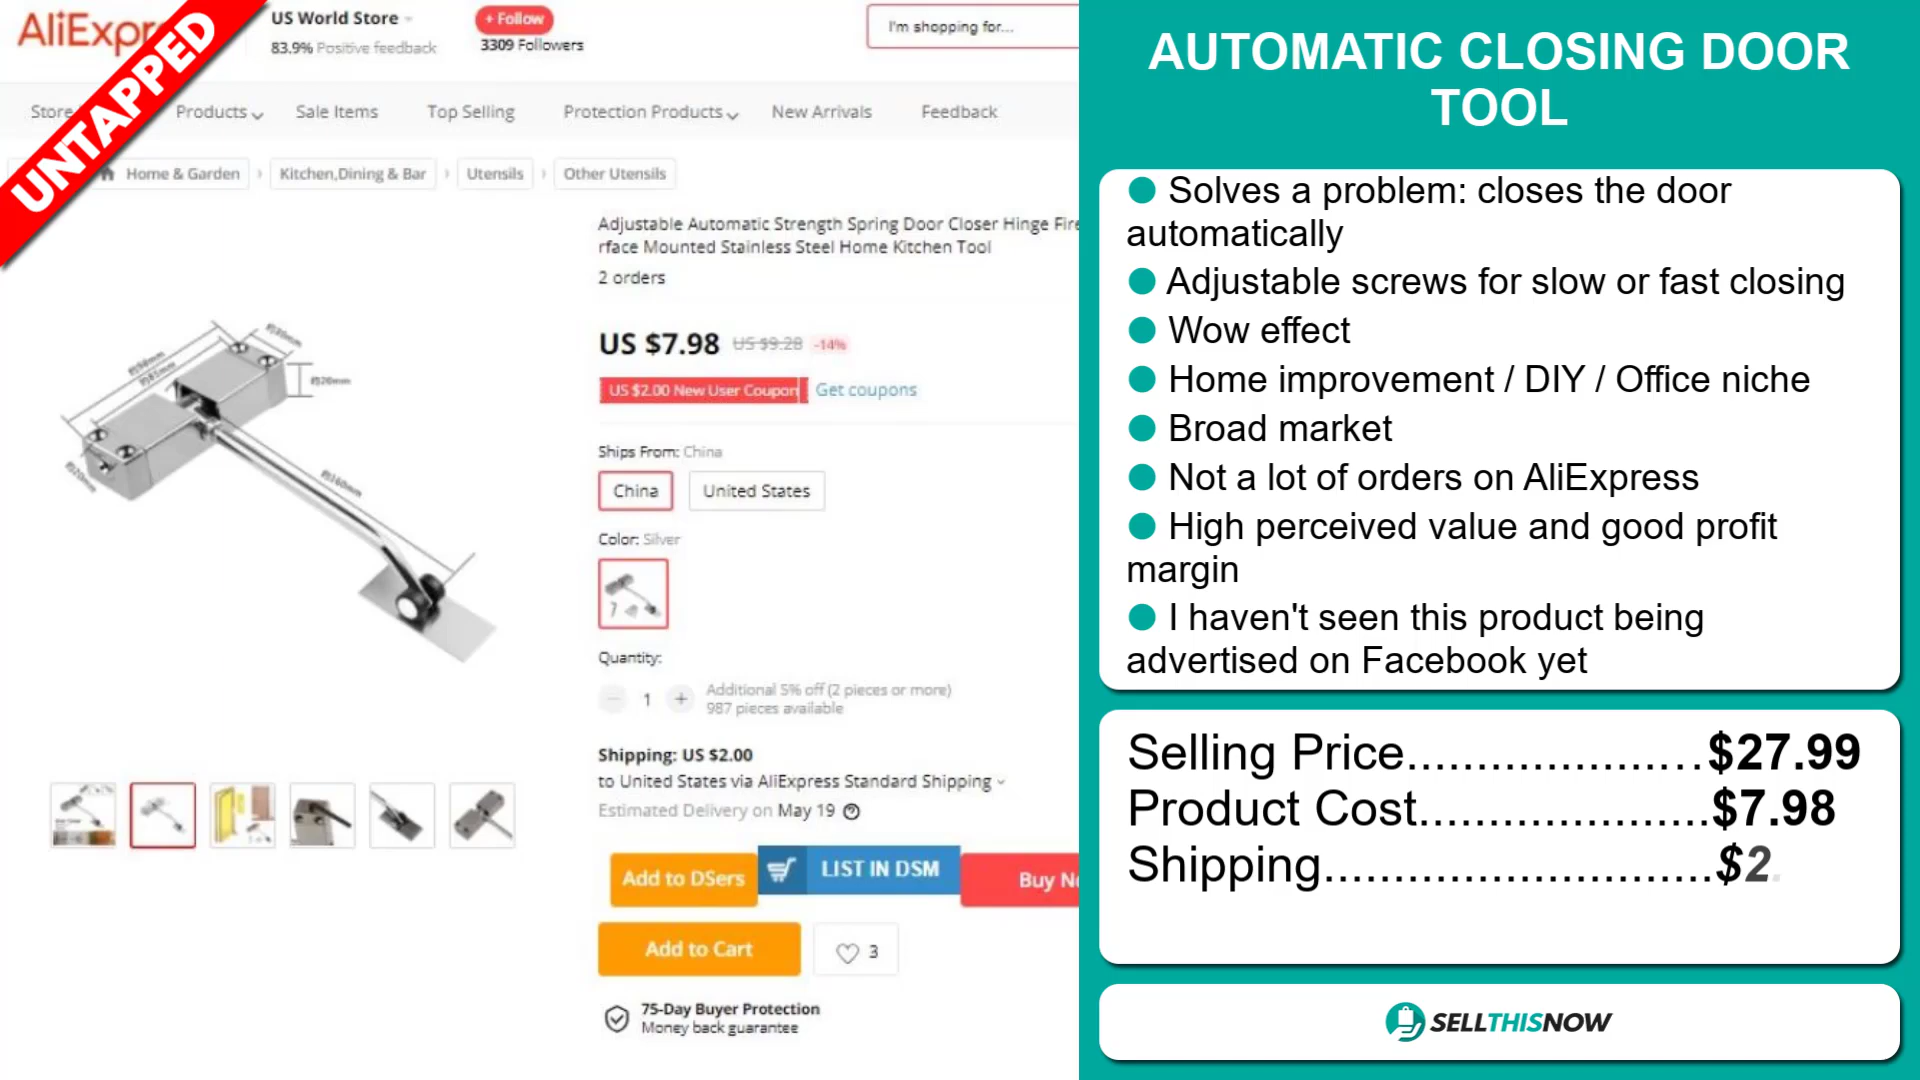 AliExpr
UNTAPPED
US World Store
83.9% Positive feedback
+ Follow
3309 Followers
I'm shopping for...
Store
Products
Sale Items
Top Selling
Protection Products
New Arrivals
Feedback
Home & Garden
Kitchen,Dining & Bar
Utensils
Other Utensils
Adjustable Automatic Strength Spring Door Closer Hinge Fire
rface Mounted Stainless Steel Home Kitchen Tool
2 orders
US $7.98 US $9.28 -14%
US $2.00 New User Coupon Get coupons
Ships From: China
China
United States
Color: Silver
Quantity:
1
Additional 5% off (2 pieces or more)
987 pieces available
Shipping: US $2.00
to United States via AliExpress Standard Shipping
Estimated Delivery on May 19
Add to DSers
LIST IN DSM
Buy N
Add to Cart
3
75-Day Buyer Protection
Money back guarantee
AUTOMATIC CLOSING DOOR
TOOL
● Solves a problem: closes the door
automatically
● Adjustable screws for slow or fast closing
● Wow effect
● Home improvement / DIY / Office niche
● Broad market
● Not a lot of orders on AliExpress
● High perceived value and good profit
margin
● I haven't seen this product being
advertised on Facebook yet
Selling Price.....................$27.99
Product Cost.....................$7.98
Shipping............................$2.
SELLTHISNOW